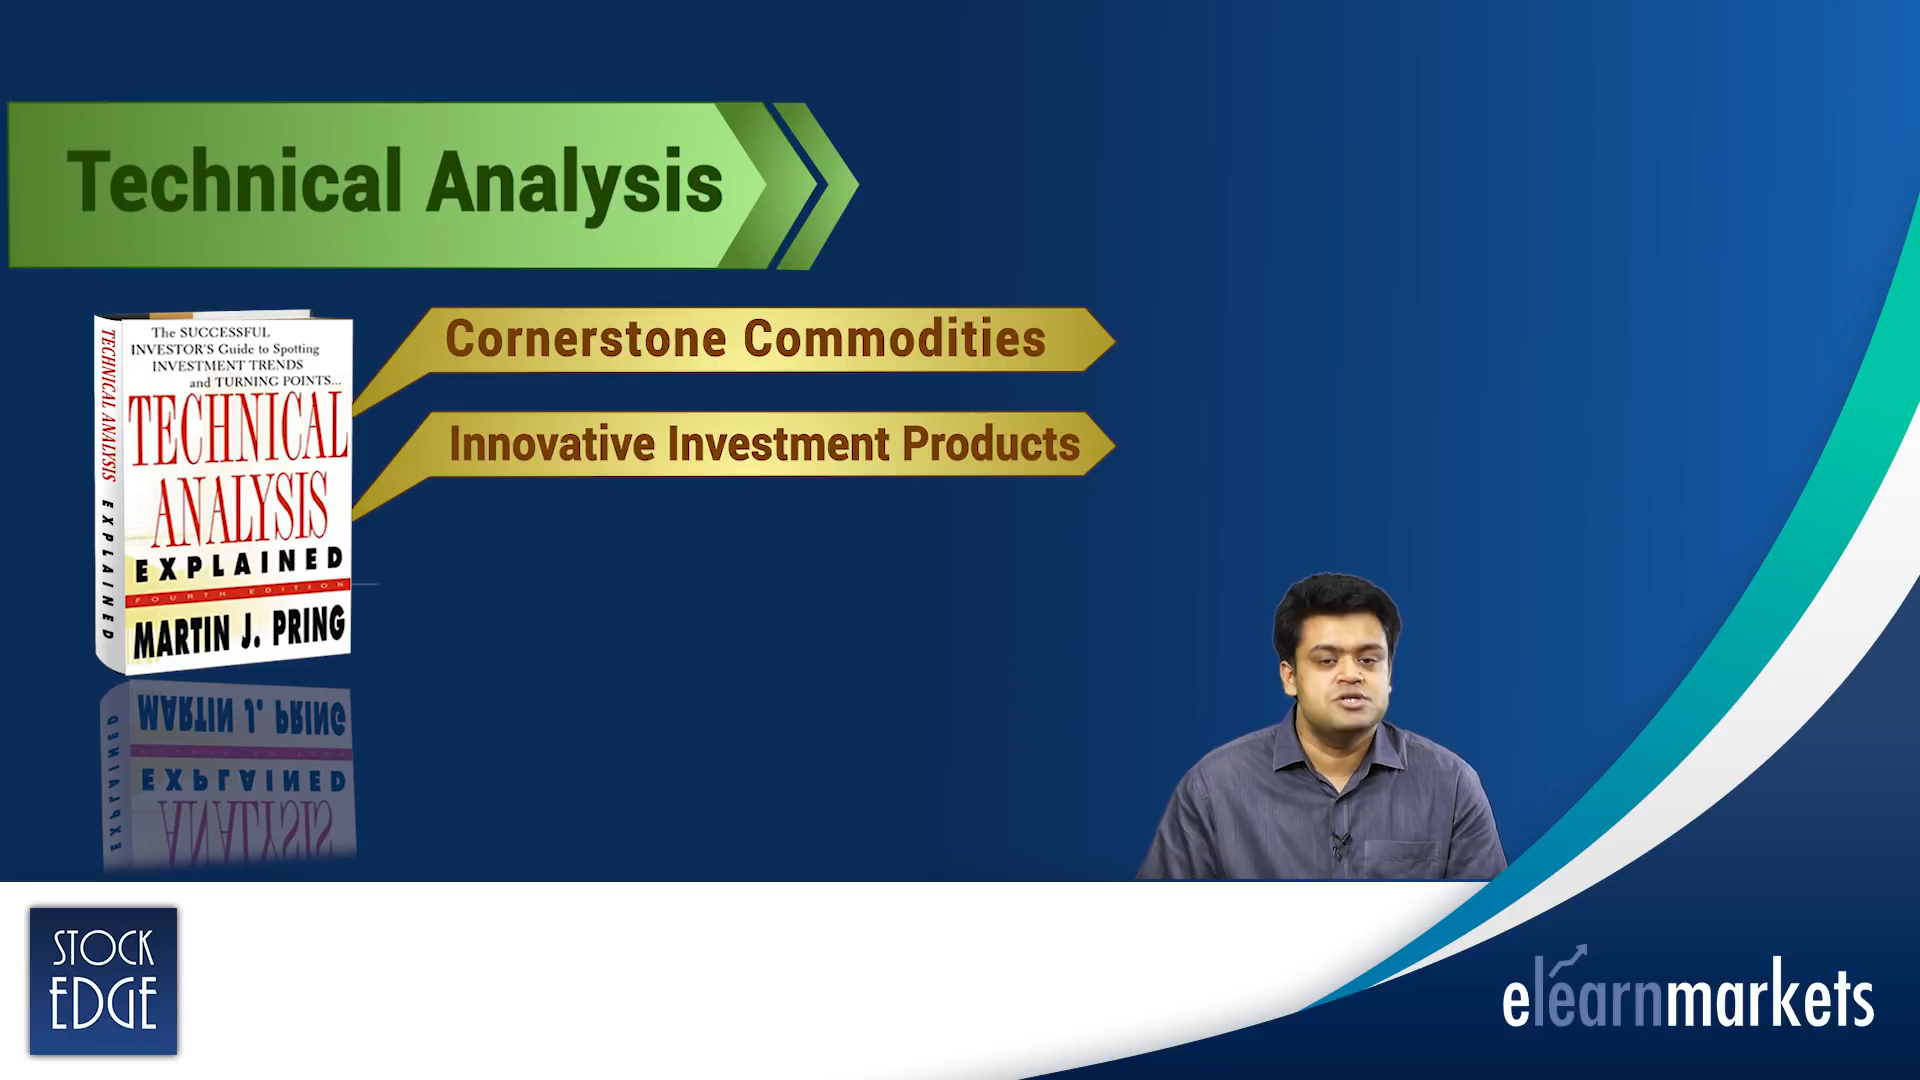 Technical Analysis
Cornerstone Commodities
Innovative Investment Products
The SUCCESSFUL
INVESTOR'S Guide to Spotting
INVESTMENT TRENDS
and TURNING POINTS...
TECHNICAL
ANALYSIS
EXPLAINED
FOURTH EDITION
MARTIN J. PRING
TECHNICAL ANALYSIS EXPLAINED
STOCK
EDGE
elearnmarkets